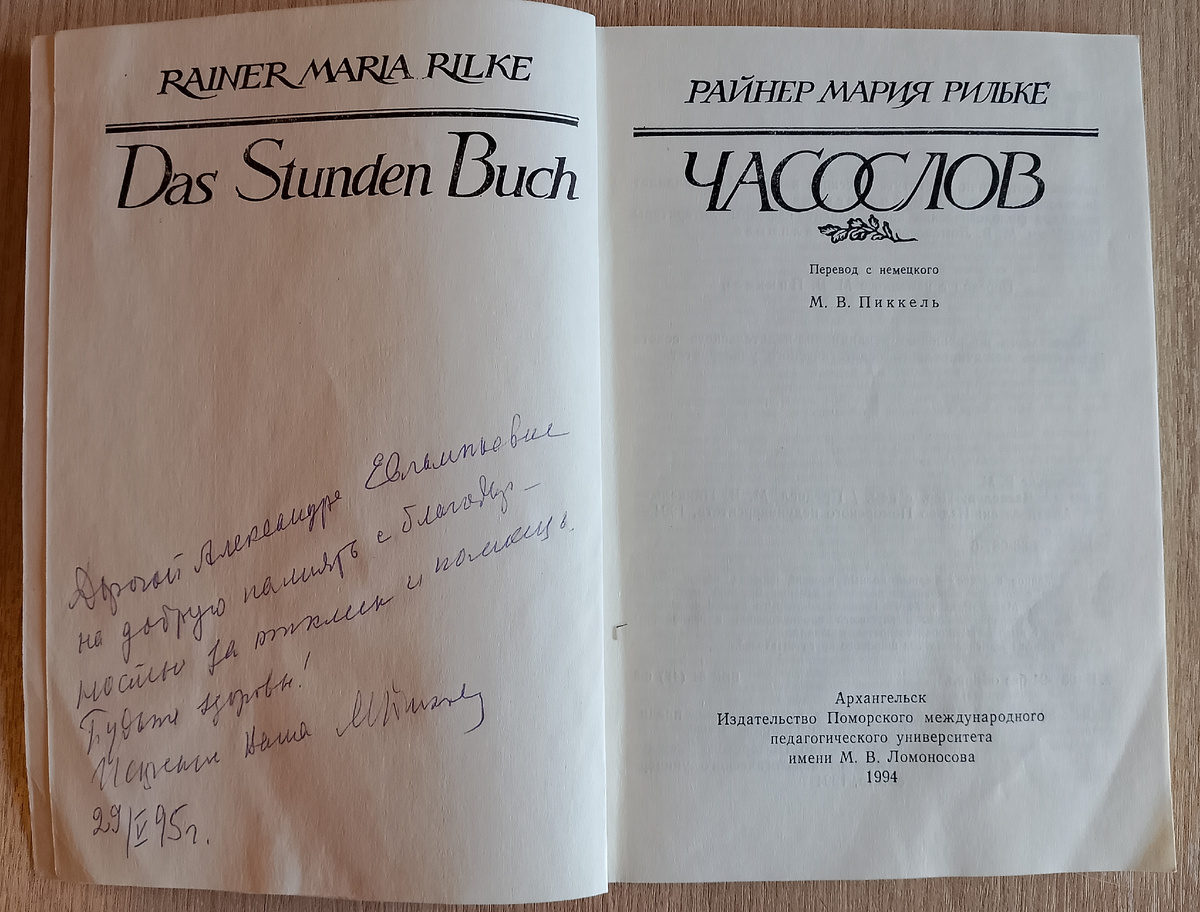 RAINER MARIA RILKE
Das Stunden Buch
Дорогой Александре Евлампьевне
на добрую память с благодар-
ностью за отклик и помощь.
Будьте здоровы!
Искренне Ваша
29/V 95г.
РАЙНЕР МАРИЯ РИЛЬКЕ
ЧАСОСЛОВ
Перевод с немецкого
М. В. Пиккель
Архангельск
Издательство Поморского международного
педагогического университета
имени М. В. Ломоносова
1994